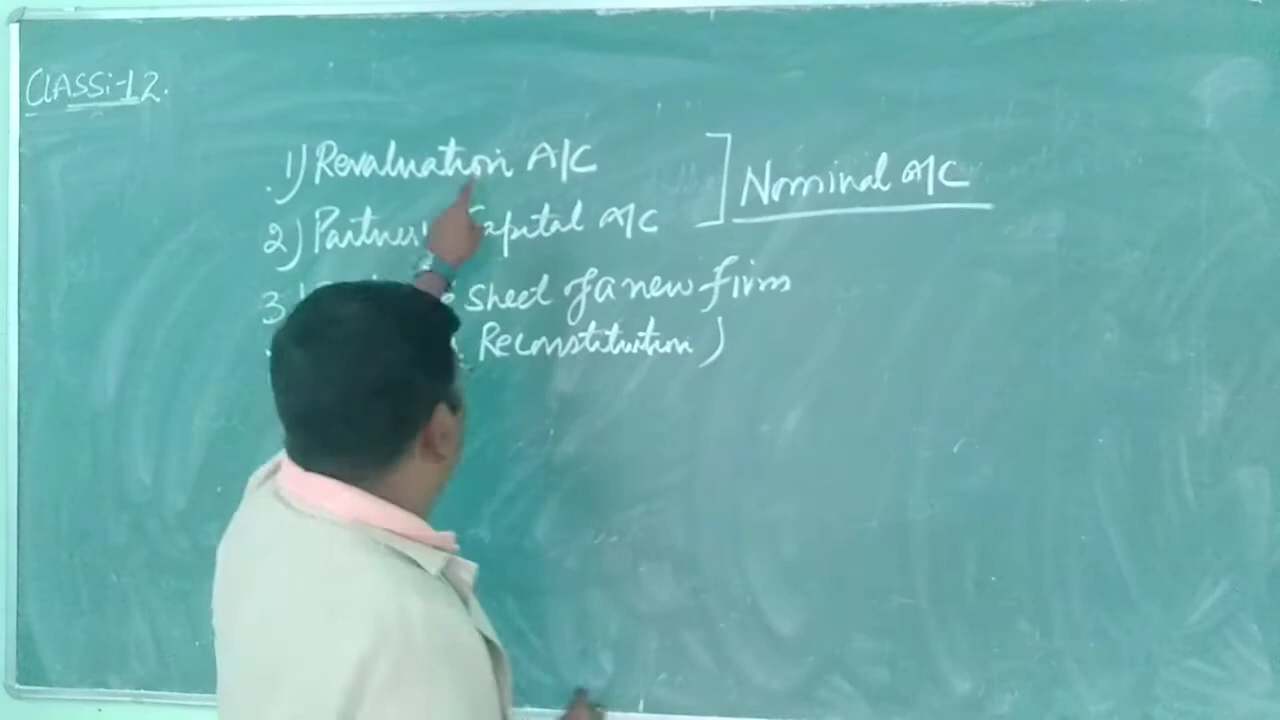 CLASS:-12.
1) Revaluation A/C
Nominal A/C
2) Partner Capital A/C
3 sheet of a new firm
Reconstitution)